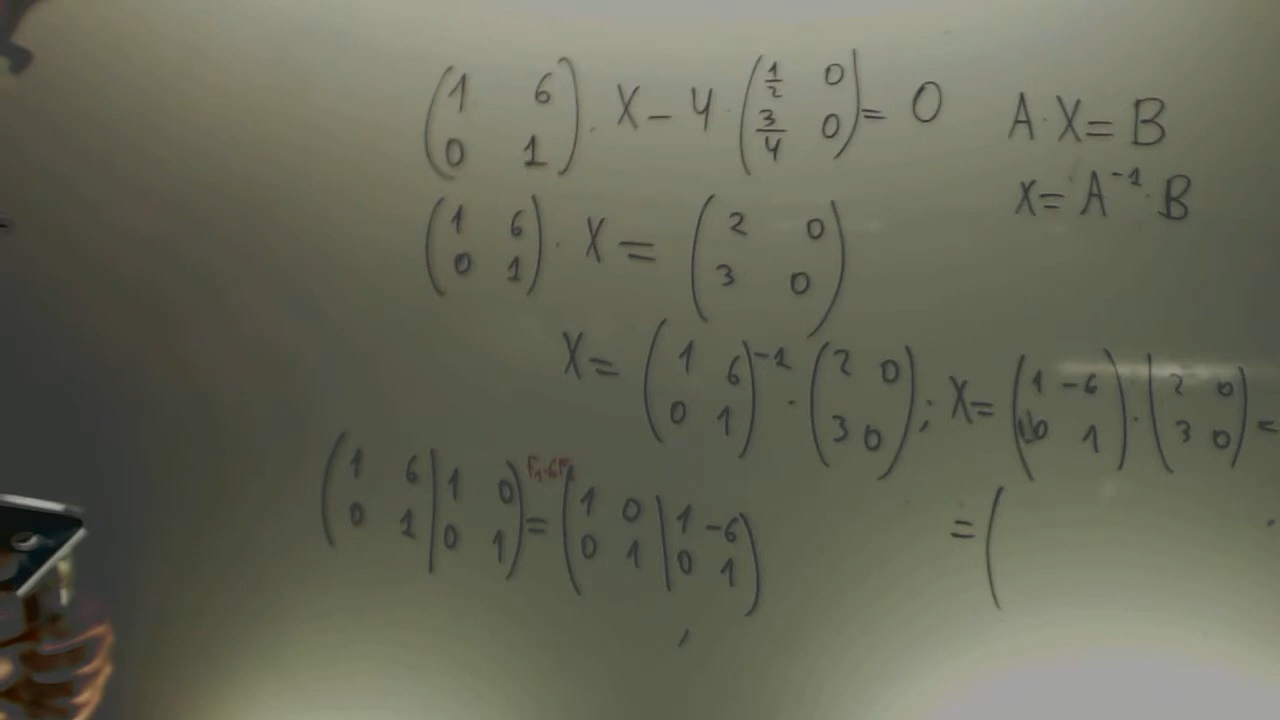 (1 6; 0 1) · X − 4 · (1/2 0; 3/4 0) = 0
A · X = B
X = A⁻¹ · B
(1 6; 0 1) · X = (2 0; 3 0)
X = (1 6; 0 1)⁻¹ · (2 0; 3 0); X = (1 −6; 0 1) · (2 0; 3 0) =
(1 6 | 1 0; 0 1 | 0 1) = (1 0 | 1 −6; 0 1 | 0 1)
= (